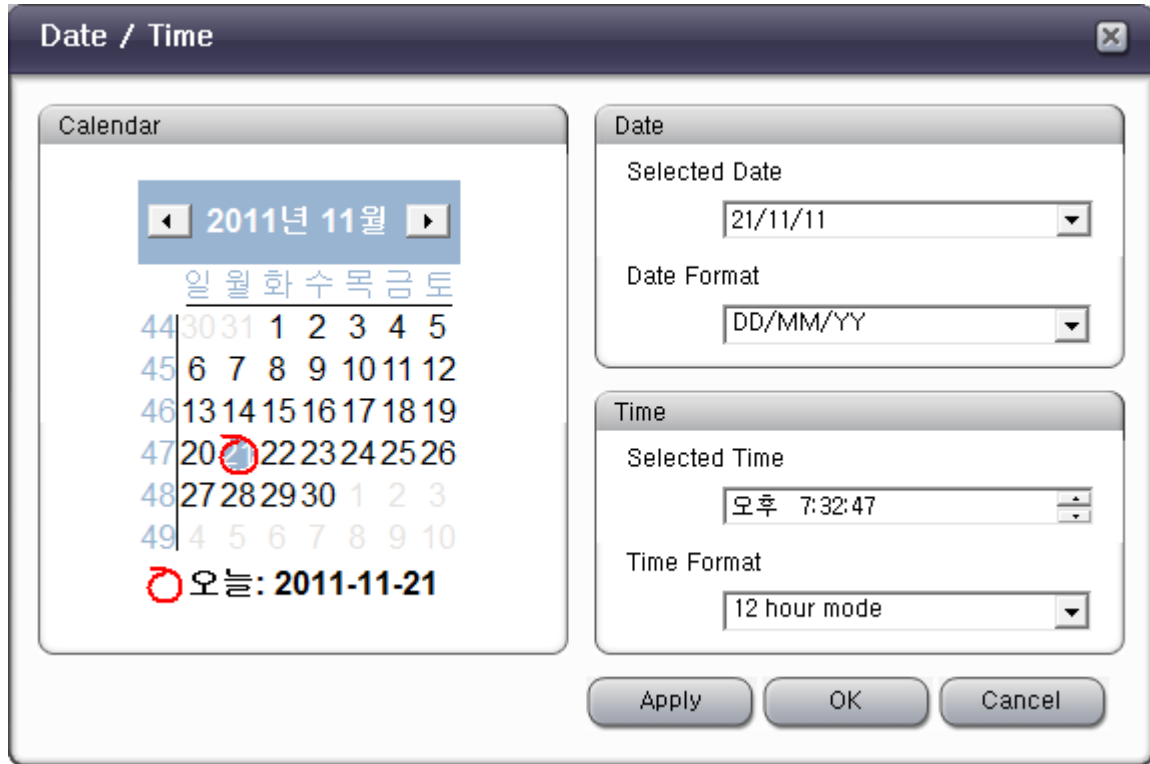 Date / Time
Calendar
2011년 11월
일 월 화 수 목 금 토
44 30 31 1 2 3 4 5
45 6 7 8 9 10 11 12
46 13 14 15 16 17 18 19
47 20 21 22 23 24 25 26
48 27 28 29 30 1 2 3
49 4 5 6 7 8 9 10
오늘: 2011-11-21
Date
Selected Date
21/11/11
Date Format
DD/MM/YY
Time
Selected Time
오후 7:32:47
Time Format
12 hour mode
Apply
OK
Cancel